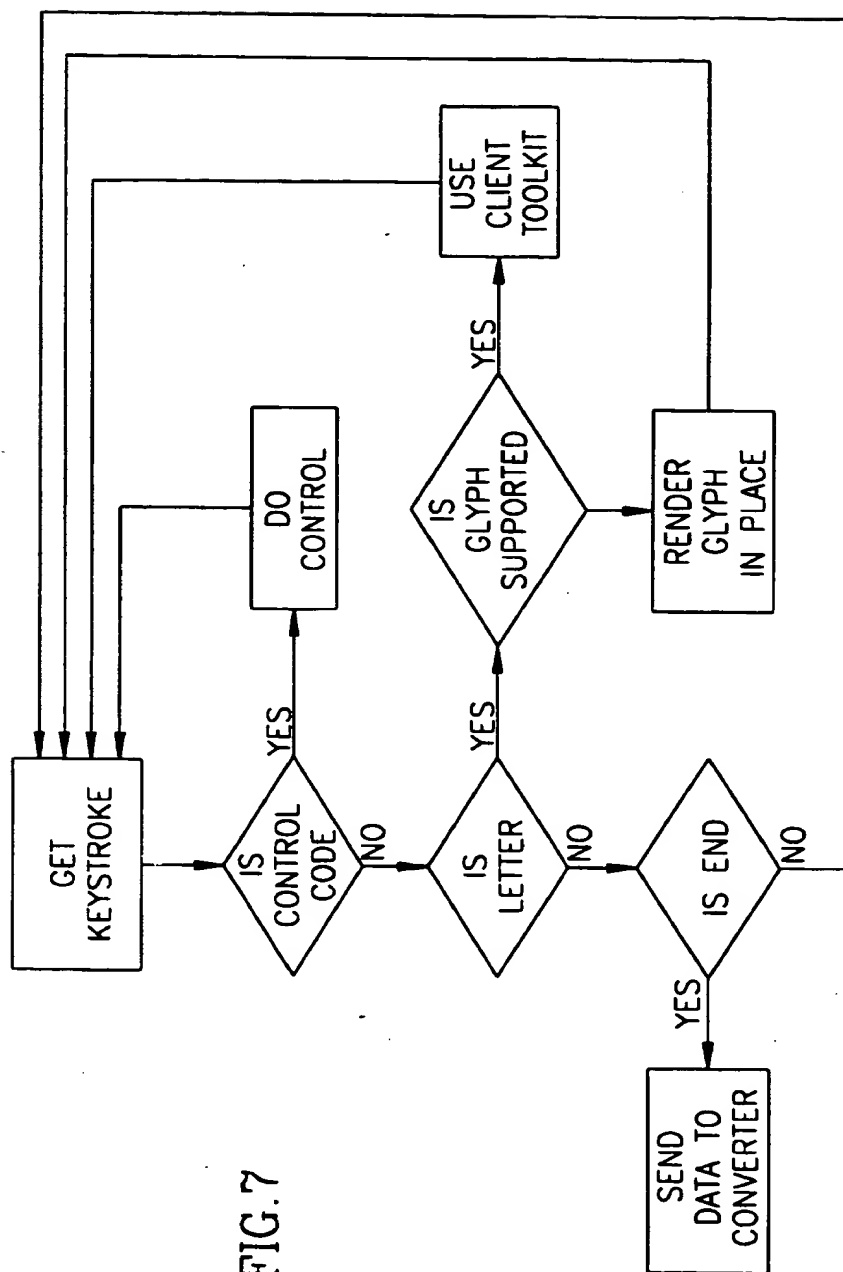 GET
KEYSTROKE
IS
CONTROL
CODE
YES
DO
CONTROL
NO
IS
LETTER
YES
IS
GLYPH
SUPPORTED
YES
USE
CLIENT
TOOLKIT
RENDER
GLYPH
IN PLACE
NO
IS END
NO
YES
SEND
DATA TO
CONVERTER
FIG.7